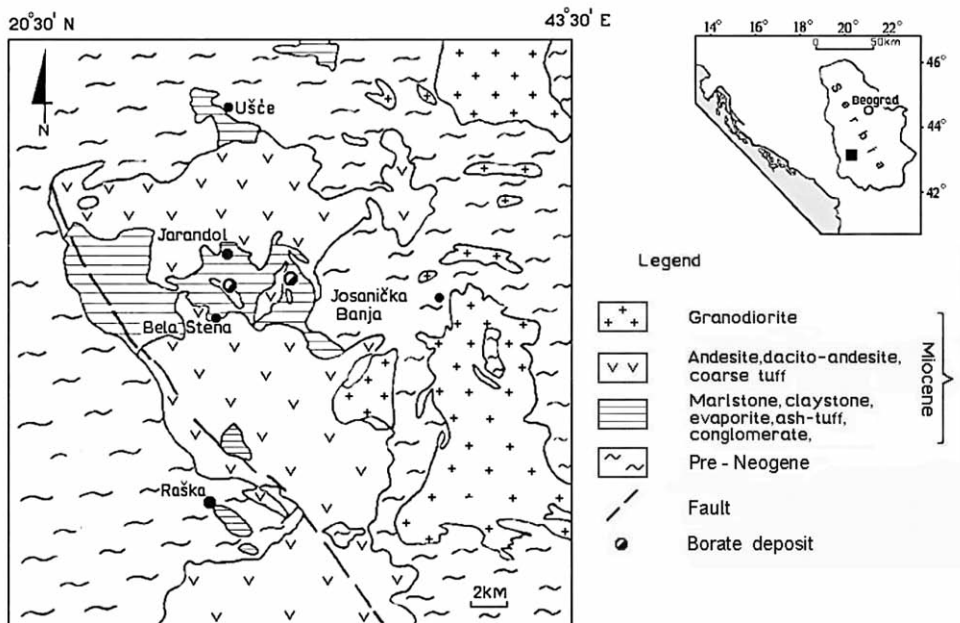 20°30' N
43°30' E
N
Ušće
Jarandol
Josanička
Banja
Bela Stena
Raška
2KM
14°
16°
18°
20°
22°
0
50km
46°
44°
42°
Beograd
Serbia
Legend
Granodiorite
Andesite,dacito-andesite,
coarse tuff
Marlstone, claystone,
evaporite,ash-tuff,
conglomerate,
Pre - Neogene
Fault
Borate deposit
Miocene